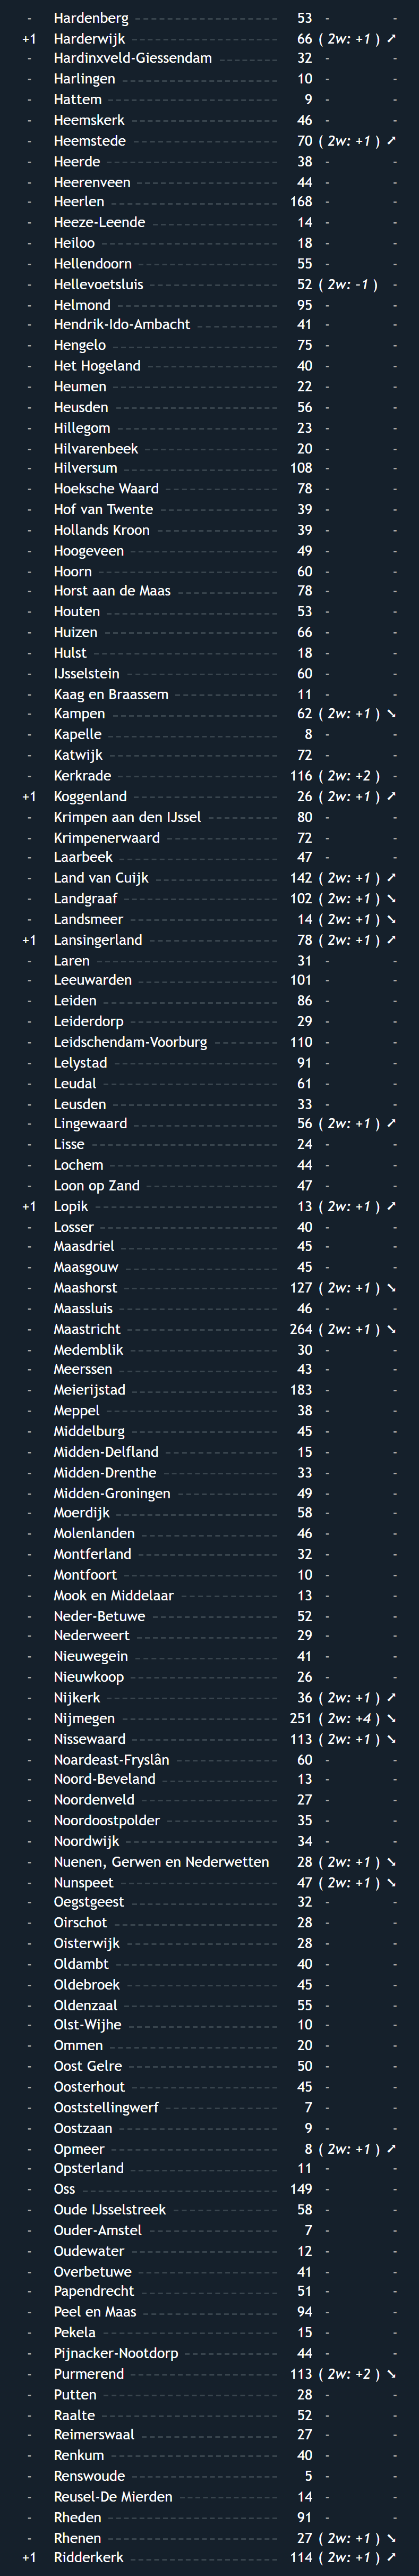 - Hardenberg 53 - -
+1 Harderwijk 66 ( 2w: +1 ) ➚
- Hardinxveld-Giessendam 32 - -
- Harlingen 10 - -
- Hattem 9 - -
- Heemskerk 46 - -
- Heemstede 70 ( 2w: +1 ) ➚
- Heerde 38 - -
- Heerenveen 44 - -
- Heerlen 168 - -
- Heeze-Leende 14 - -
- Heiloo 18 - -
- Hellendoorn 55 - -
- Hellevoetsluis 52 ( 2w: -1 ) -
- Helmond 95 - -
- Hendrik-Ido-Ambacht 41 - -
- Hengelo 75 - -
- Het Hogeland 40 - -
- Heumen 22 - -
- Heusden 56 - -
- Hillegom 23 - -
- Hilvarenbeek 20 - -
- Hilversum 108 - -
- Hoeksche Waard 78 - -
- Hof van Twente 39 - -
- Hollands Kroon 39 - -
- Hoogeveen 49 - -
- Hoorn 60 - -
- Horst aan de Maas 78 - -
- Houten 53 - -
- Huizen 66 - -
- Hulst 18 - -
- IJsselstein 60 - -
- Kaag en Braassem 11 - -
- Kampen 62 ( 2w: +1 ) ➘
- Kapelle 8 - -
- Katwijk 72 - -
- Kerkrade 116 ( 2w: +2 ) -
+1 Koggenland 26 ( 2w: +1 ) ➚
- Krimpen aan den IJssel 80 - -
- Krimpenerwaard 72 - -
- Laarbeek 47 - -
- Land van Cuijk 142 ( 2w: +1 ) ➚
- Landgraaf 102 ( 2w: +1 ) ➘
- Landsmeer 14 ( 2w: +1 ) ➘
+1 Lansingerland 78 ( 2w: +1 ) ➚
- Laren 31 - -
- Leeuwarden 101 - -
- Leiden 86 - -
- Leiderdorp 29 - -
- Leidschendam-Voorburg 110 - -
- Lelystad 91 - -
- Leudal 61 - -
- Leusden 33 - -
- Lingewaard 56 ( 2w: +1 ) ➚
- Lisse 24 - -
- Lochem 44 - -
- Loon op Zand 47 - -
+1 Lopik 13 ( 2w: +1 ) ➚
- Losser 40 - -
- Maasdriel 45 - -
- Maasgouw 45 - -
- Maashorst 127 ( 2w: +1 ) ➘
- Maassluis 46 - -
- Maastricht 264 ( 2w: +1 ) ➘
- Medemblik 30 - -
- Meerssen 43 - -
- Meierijstad 183 - -
- Meppel 38 - -
- Middelburg 45 - -
- Midden-Delfland 15 - -
- Midden-Drenthe 33 - -
- Midden-Groningen 49 - -
- Moerdijk 58 - -
- Molenlanden 46 - -
- Montferland 32 - -
- Montfoort 10 - -
- Mook en Middelaar 13 - -
- Neder-Betuwe 52 - -
- Nederweert 29 - -
- Nieuwegein 41 - -
- Nieuwkoop 26 - -
- Nijkerk 36 ( 2w: +1 ) ➚
- Nijmegen 251 ( 2w: +4 ) ➘
- Nissewaard 113 ( 2w: +1 ) ➘
- Noardeast-Fryslân 60 - -
- Noord-Beveland 13 - -
- Noordenveld 27 - -
- Noordoostpolder 35 - -
- Noordwijk 34 - -
- Nuenen, Gerwen en Nederwetten 28 ( 2w: +1 ) ➘
- Nunspeet 47 ( 2w: +1 ) ➘
- Oegstgeest 32 - -
- Oirschot 28 - -
- Oisterwijk 28 - -
- Oldambt 40 - -
- Oldebroek 45 - -
- Oldenzaal 55 - -
- Olst-Wijhe 10 - -
- Ommen 20 - -
- Oost Gelre 50 - -
- Oosterhout 45 - -
- Ooststellingwerf 7 - -
- Oostzaan 9 - -
- Opmeer 8 ( 2w: +1 ) ➚
- Opsterland 11 - -
- Oss 149 - -
- Oude IJsselstreek 58 - -
- Ouder-Amstel 7 - -
- Oudewater 12 - -
- Overbetuwe 41 - -
- Papendrecht 51 - -
- Peel en Maas 94 - -
- Pekela 15 - -
- Pijnacker-Nootdorp 44 - -
- Purmerend 113 ( 2w: +2 ) ➘
- Putten 28 - -
- Raalte 52 - -
- Reimerswaal 27 - -
- Renkum 40 - -
- Renswoude 5 - -
- Reusel-De Mierden 14 - -
- Rheden 91 - -
- Rhenen 27 ( 2w: +1 ) ➘
+1 Ridderkerk 114 ( 2w: +1 ) ➚